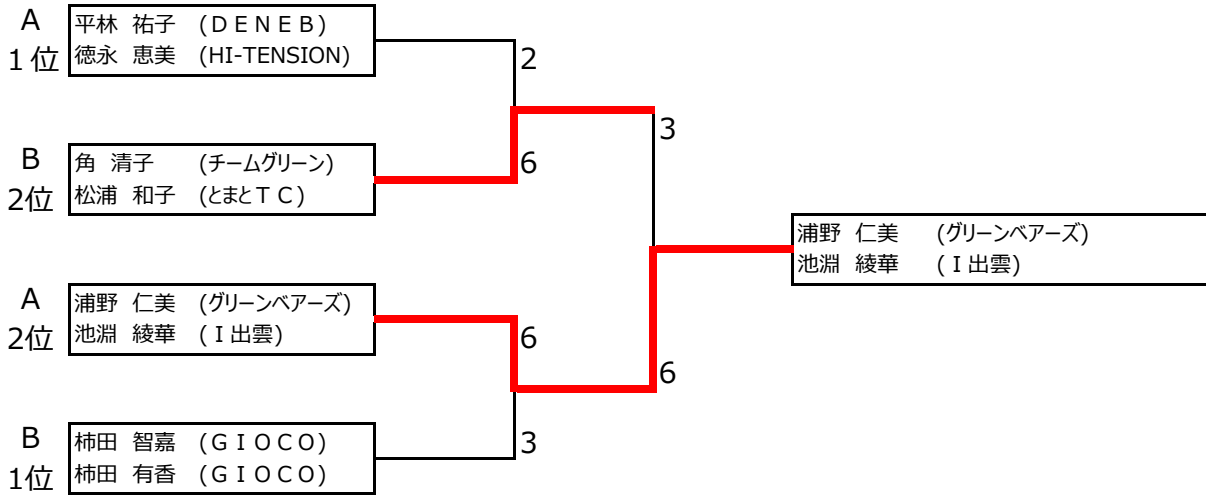 A
1位
平林 祐子 (ＤＥＮＥＢ)
徳永 恵美 (HI-TENSION)
2
3
B
2位
角 清子 (チームグリーン)
松浦 和子 (とまとＴＣ)
6
浦野 仁美 (グリーンベアーズ)
池淵 綾華 (Ｉ出雲)
A
2位
浦野 仁美 (グリーンベアーズ)
池淵 綾華 (Ｉ出雲)
6
6
B
1位
柿田 智嘉 (ＧＩＯＣＯ)
柿田 有香 (ＧＩＯＣＯ)
3